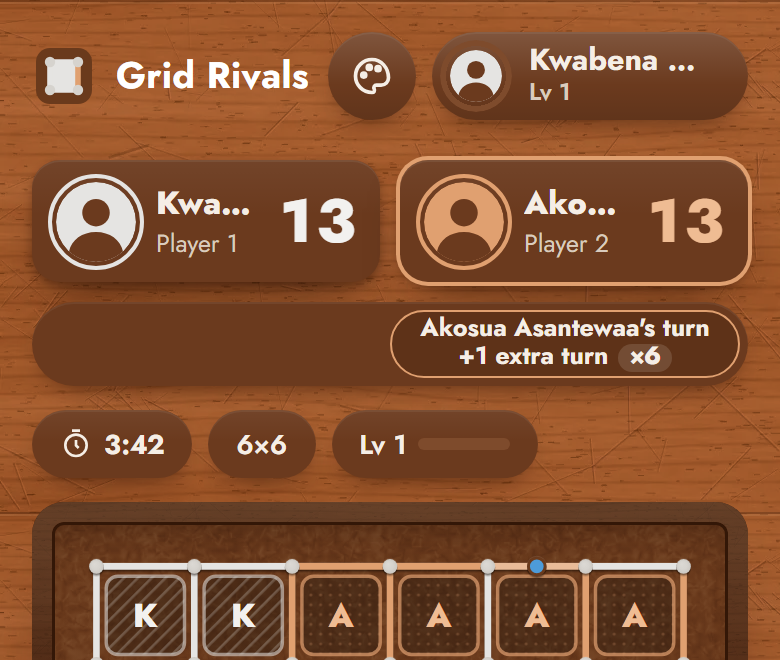 Grid Rivals
Kwabena ...
Lv 1
Kwa...
Player 1
13
Ako...
Player 2
13
Akosua Asantewaa's turn
+1 extra turn ×6
3:42
6×6
Lv 1
K K A A A A